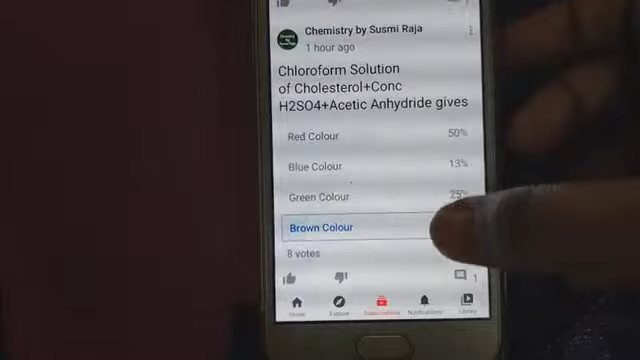 Chemistry by Susmi Raja
1 hour ago
Chloroform Solution
of Cholesterol+Conc
H2SO4+Acetic Anhydride gives
Red Colour 50%
Blue Colour 13%
Green Colour 25%
Brown Colour
8 votes
1
Home Explore Subscriptions Notifications Library